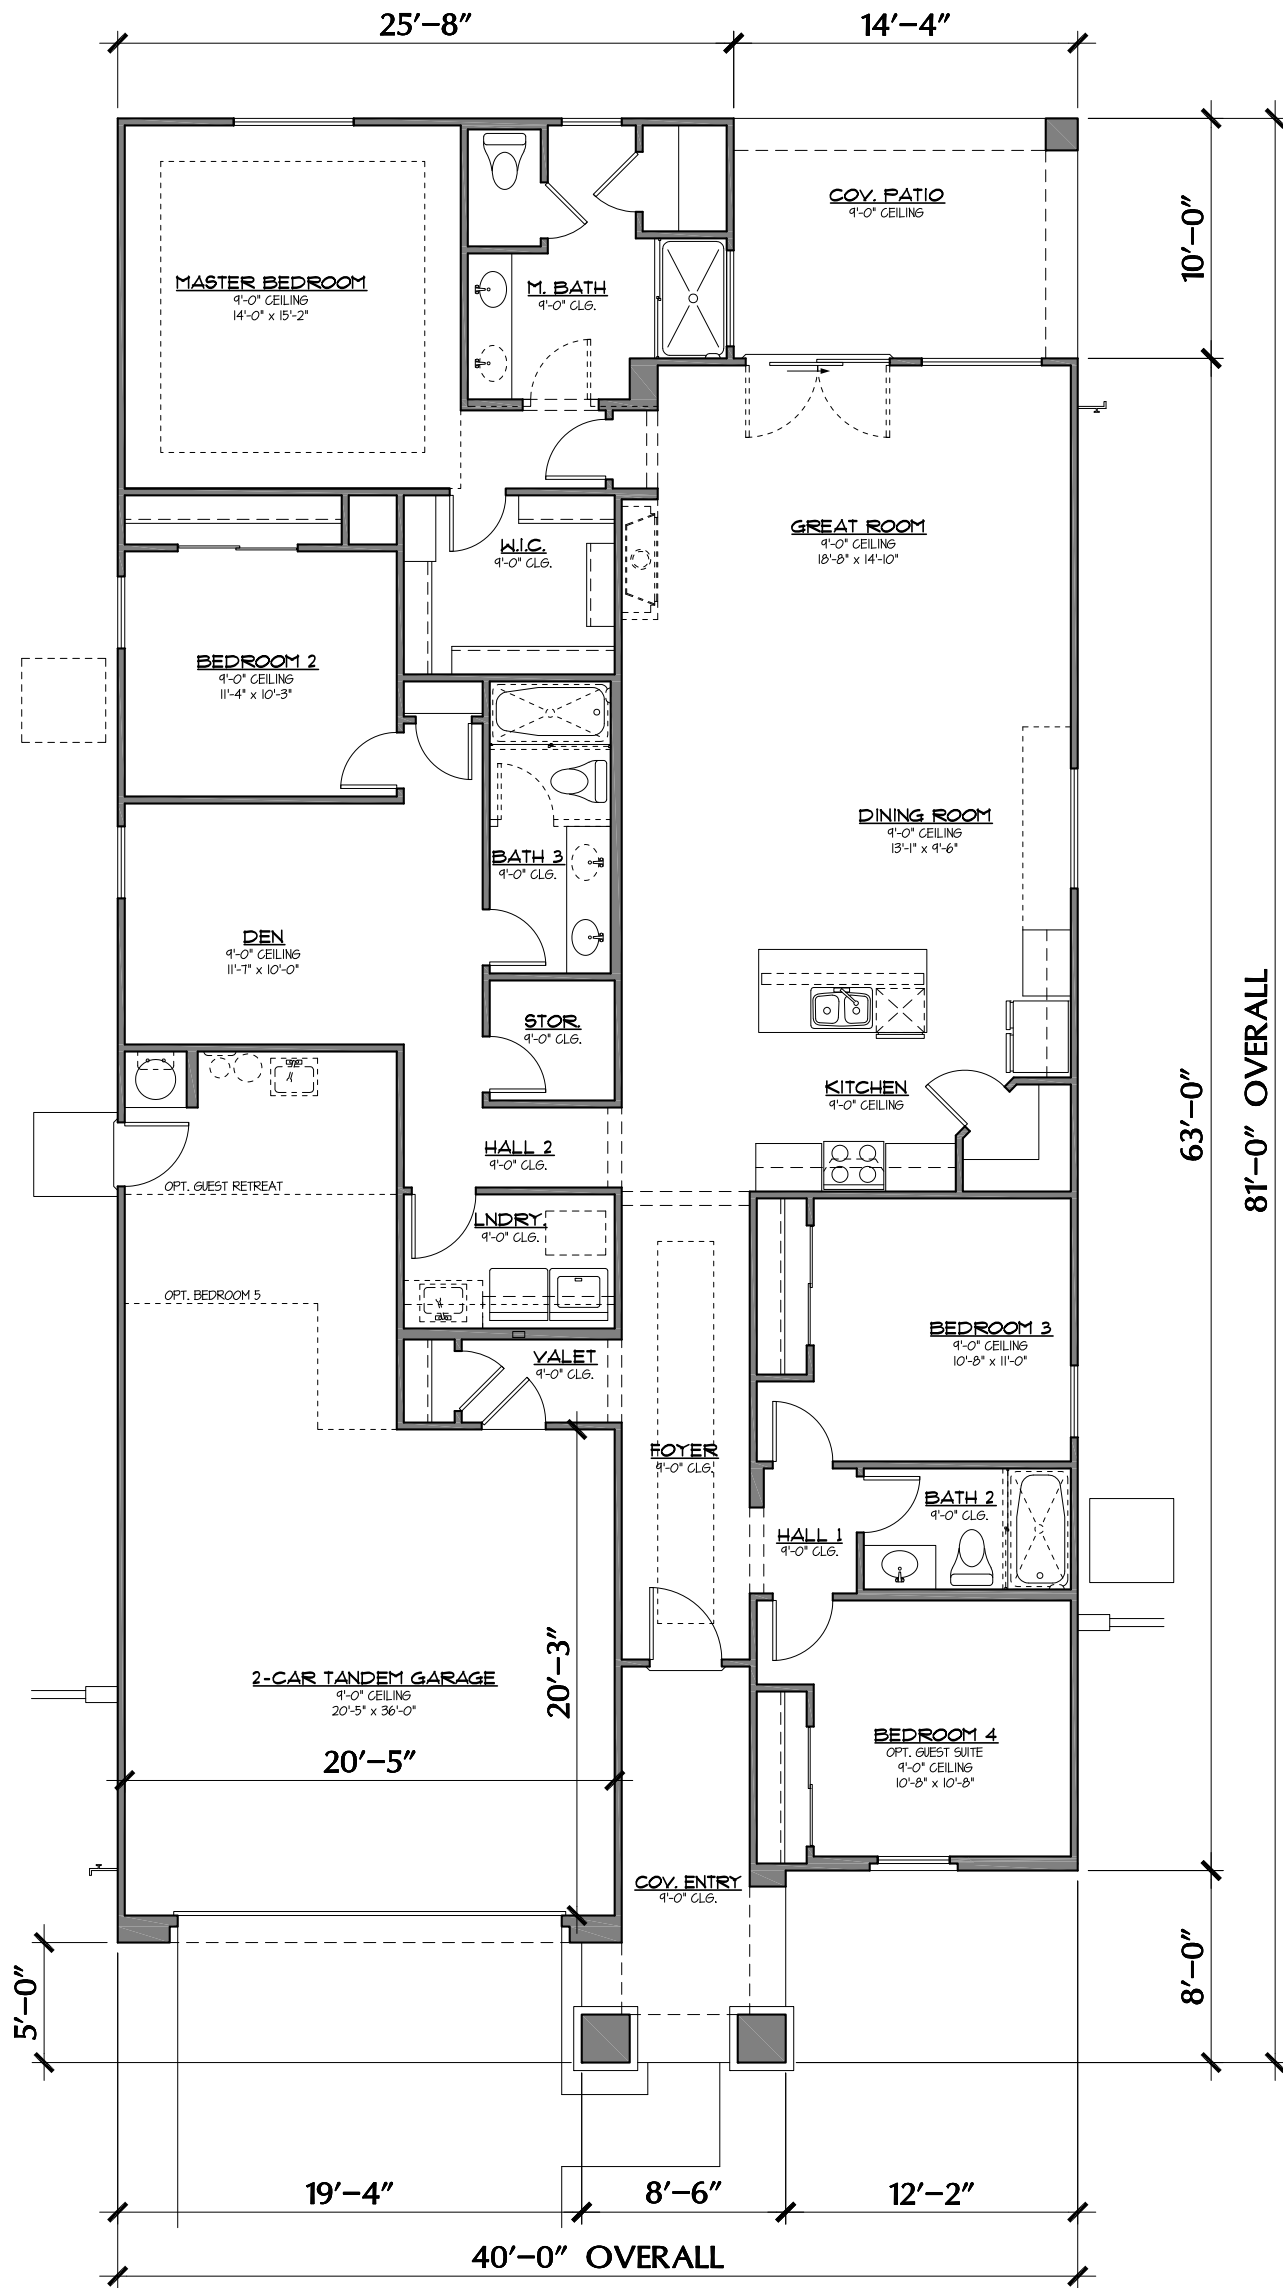 25'-8"
14'-4"
COV. PATIO
9'-0" CEILING
10'-0"
MASTER BEDROOM
9'-0" CEILING
14'-0" x 15'-2"
M. BATH
9'-0" CLG.
GREAT ROOM
9'-0" CEILING
18'-8" x 14'-10"
W.I.C.
9'-0" CLG.
BEDROOM 2
9'-0" CEILING
11'-4" x 10'-3"
DINING ROOM
9'-0" CEILING
13'-1" x 9'-6"
BATH 3
9'-0" CLG.
DEN
9'-0" CEILING
11'-7" x 10'-0"
STOR.
9'-0" CLG.
KITCHEN
9'-0" CEILING
63'-0"
81'-0" OVERALL
HALL 2
9'-0" CLG.
OPT. GUEST RETREAT
LNDRY.
9'-0" CLG.
OPT. BEDROOM 5
BEDROOM 3
9'-0" CEILING
10'-8" x 11'-0"
VALET
9'-0" CLG.
FOYER
9'-0" CLG.
BATH 2
9'-0" CLG.
HALL 1
9'-0" CLG.
20'-3"
2-CAR TANDEM GARAGE
9'-0" CEILING
20'-5" x 36'-0"
20'-5"
BEDROOM 4
OPT. GUEST SUITE
9'-0" CEILING
10'-8" x 10'-8"
COV. ENTRY
9'-0" CLG.
5'-0"
8'-0"
19'-4"
8'-6"
12'-2"
40'-0" OVERALL